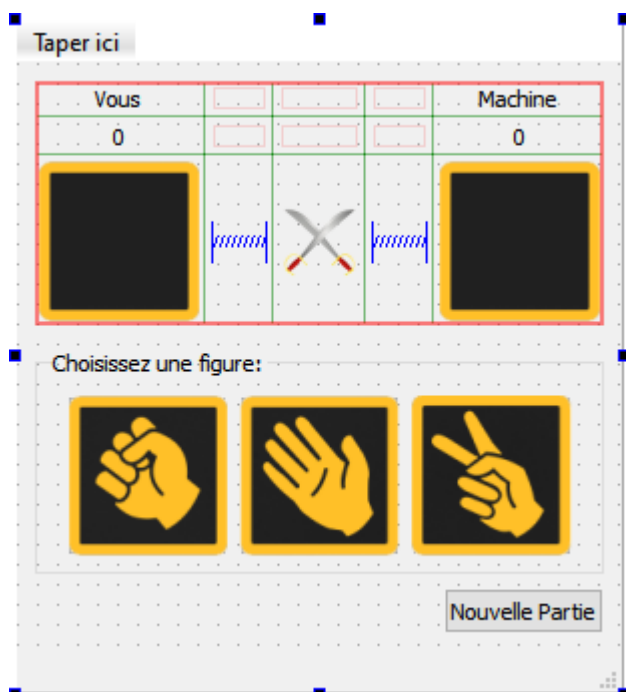 Taper ici
Vous Machine
0 0
Choisissez une figure:
Nouvelle Partie